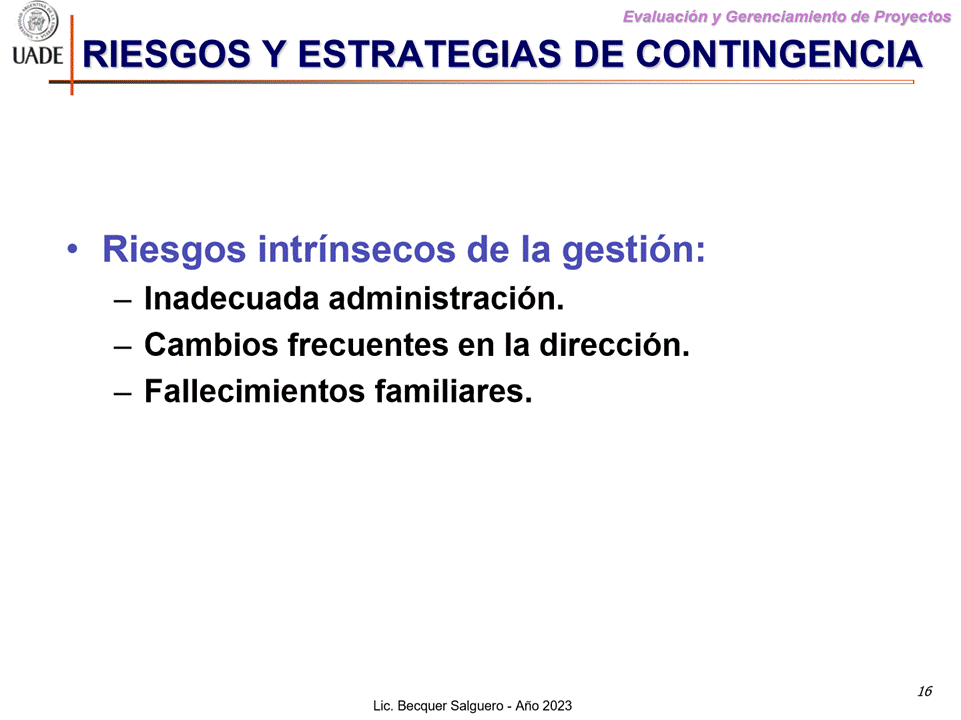 Evaluación y Gerenciamiento de Proyectos
UADE
RIESGOS Y ESTRATEGIAS DE CONTINGENCIA
• Riesgos intrínsecos de la gestión:
– Inadecuada administración.
– Cambios frecuentes en la dirección.
– Fallecimientos familiares.
16
Lic. Becquer Salguero - Año 2023